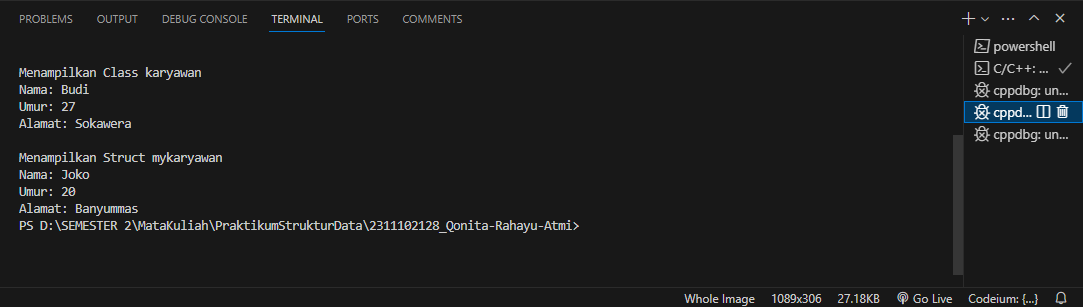 PROBLEMS OUTPUT DEBUG CONSOLE TERMINAL PORTS COMMENTS
Menampilkan Class karyawan
Nama: Budi
Umur: 27
Alamat: Sokawera
Menampilkan Struct mykaryawan
Nama: Joko
Umur: 20
Alamat: Banyummas
PS D:\SEMESTER 2\MataKuliah\PraktikumStrukturData\2311102128_Qonita-Rahayu-Atmi>
powershell
C/C++: ...
cppdbg: un...
cppd...
cppdbg: un...
Whole Image 1089x306 27.18KB Go Live Codeium: {...}